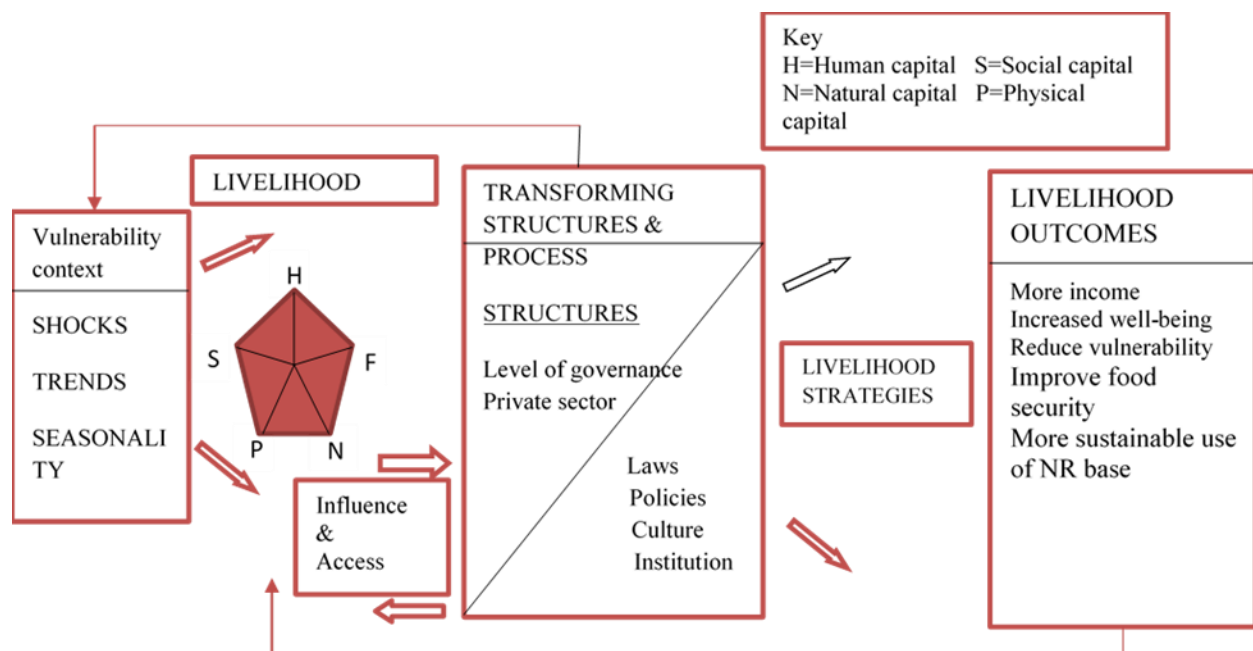 Key
H=Human capital S=Social capital
N=Natural capital P=Physical
capital
LIVELIHOOD
Vulnerability
context
SHOCKS
TRENDS
SEASONALI
TY
H
S
F
P
N
Influence
&
Access
TRANSFORMING
STRUCTURES &
PROCESS
STRUCTURES
Level of governance
Private sector
Laws
Policies
Culture
Institution
LIVELIHOOD
STRATEGIES
LIVELIHOOD
OUTCOMES
More income
Increased well-being
Reduce vulnerability
Improve food
security
More sustainable use
of NR base